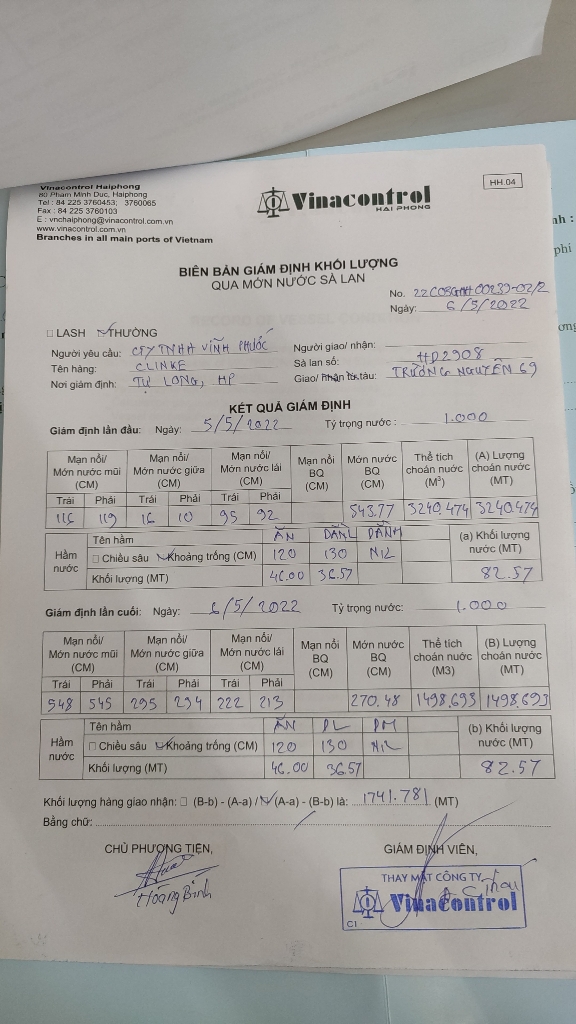 Vinacontrol Haiphong
80 Pham Minh Duc, Haiphong
Tel : 84 225 3760453; 3760065
Fax : 84 225 3760103
E : vnchaiphong@vinacontrol.com.vn
www.vinacontrol.com.vn
Branches in all main ports of Vietnam
Vinacontrol
HAI PHONG
HH.04
BIÊN BẢN GIÁM ĐỊNH KHỐI LƯỢNG
QUA MỚN NƯỚC SÀ LAN
No.
Ngày: 6/5/2022
LASH THƯỜNG
Người yêu cầu: CTY TNHH VĨNH PHƯỚC
Người giao/ nhận:
Tên hàng: CLINKE
Sà lan số: HD2908
Nơi giám định: TỰ LONG, HP
Giao/ Nhận từ tàu: TRƯỜNG NGUYÊN 69
KẾT QUẢ GIÁM ĐỊNH
Giám định lần đầu: Ngày: 5/5/2022 Tỷ trọng nước : 1.000
Mạn nổi/ Mớn nước mũi (CM) Mạn nổi/ Mớn nước giữa (CM) Mạn nổi/ Mớn nước lái (CM) Mạn nổi BQ (CM) Mớn nước BQ (CM) Thể tích choán nước (M³) (A) Lượng choán nước (MT)
Trái Phải Trái Phải Trái Phải
119 16 10 95 92 543.77 3240.474 3240.474
Hầm nước
Tên hầm ĂN
(a) Khối lượng nước (MT)
Chiều sâu Khoảng trống (CM) 120 130 NIL
Khối lượng (MT) 46.00 36.57 82.57
Giám định lần cuối: Ngày: 6/5/2022 Tỷ trọng nước: 1.000
Mạn nổi/ Mớn nước mũi (CM) Mạn nổi/ Mớn nước giữa (CM) Mạn nổi/ Mớn nước lái (CM) Mạn nổi BQ (CM) Mớn nước BQ (CM) Thể tích choán nước (M3) (B) Lượng choán nước (MT)
Trái Phải Trái Phải Trái Phải
548 545 295 294 222 213 270.48 1498.693 1498.693
Hầm nước
Tên hầm ĂN
(b) Khối lượng nước (MT)
Chiều sâu Khoảng trống (CM) 120 130 NIL
Khối lượng (MT) 46.00 36.57 82.57
Khối lượng hàng giao nhận: (B-b) - (A-a) / (A-a) - (B-b) là: 1741.781 (MT)
Bằng chữ:
CHỦ PHƯƠNG TIỆN,
GIÁM ĐỊNH VIÊN,
Hoàng Bình
THAY MẶT CÔNG TY
Vinacontrol
C1